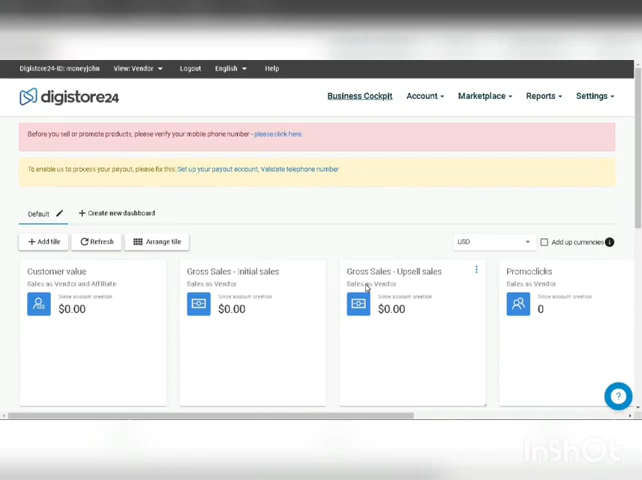 Digistore24-ID: moneyjohn View: Vendor Logout English Help
digistore24 Business Cockpit Account Marketplace Reports Settings
Before you sell or promote products, please verify your mobile phone number - please click here.
To enable us to process your payout, please fix this: Set up your payout account, Validate telephone number
Default + Create new dashboard
+ Add tile Refresh Arrange tile USD Add up currencies
Customer value Gross Sales - Initial sales Gross Sales - Upsell sales Promoclicks
Sales as Vendor and Affiliate Sales as Vendor Sales as Vendor Sales as Vendor
Since account creation Since account creation Since account creation Since account creation
$0.00 $0.00 $0.00 0
InShOt